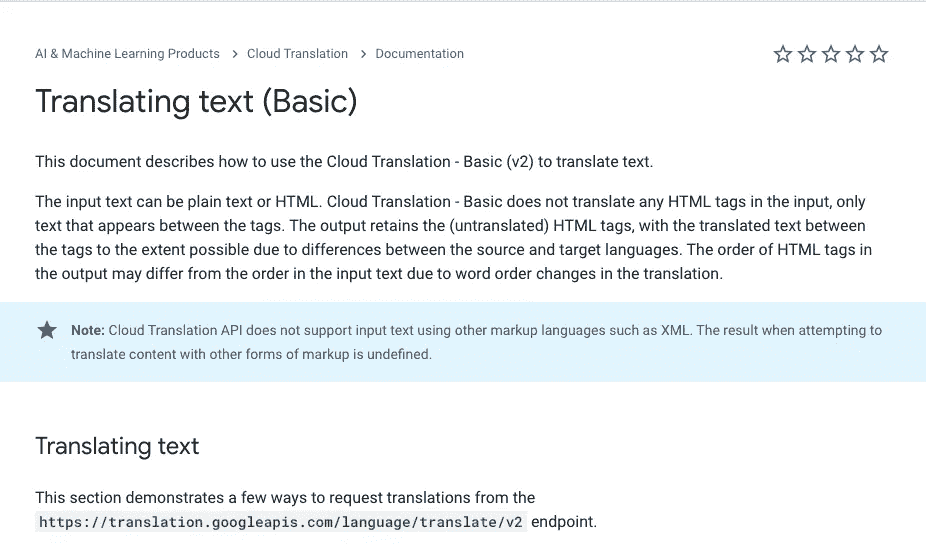 AI & Machine Learning Products > Cloud Translation > Documentation
Translating text (Basic)
This document describes how to use the Cloud Translation - Basic (v2) to translate text.
The input text can be plain text or HTML. Cloud Translation - Basic does not translate any HTML tags in the input, only
text that appears between the tags. The output retains the (untranslated) HTML tags, with the translated text between
the tags to the extent possible due to differences between the source and target languages. The order of HTML tags in
the output may differ from the order in the input text due to word order changes in the translation.
Note: Cloud Translation API does not support input text using other markup languages such as XML. The result when attempting to
translate content with other forms of markup is undefined.
Translating text
This section demonstrates a few ways to request translations from the
https://translation.googleapis.com/language/translate/v2 endpoint.